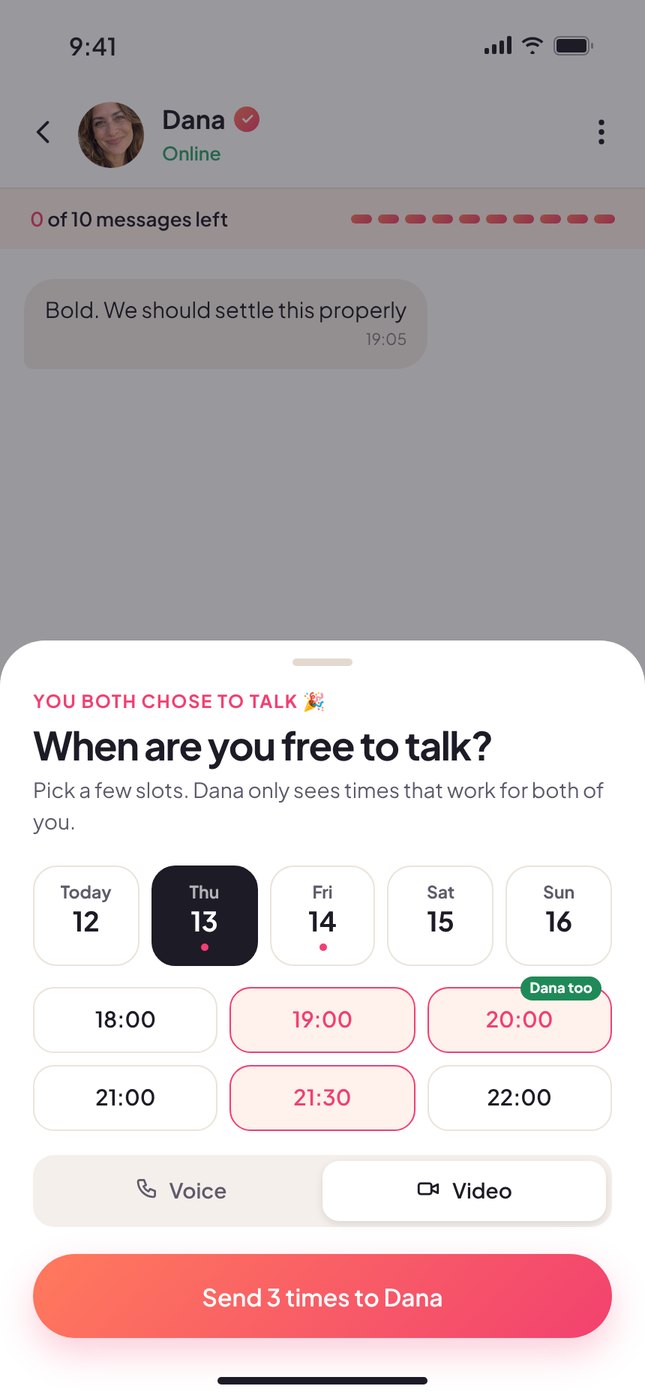 9:41
Dana
Online
0 of 10 messages left
Bold. We should settle this properly
19:05
YOU BOTH CHOSE TO TALK 🎉
When are you free to talk?
Pick a few slots. Dana only sees times that work for both of
you.
Today Thu Fri Sat Sun
12 13 14 15 16
Dana too
18:00 19:00 20:00
21:00 21:30 22:00
Voice Video
Send 3 times to Dana